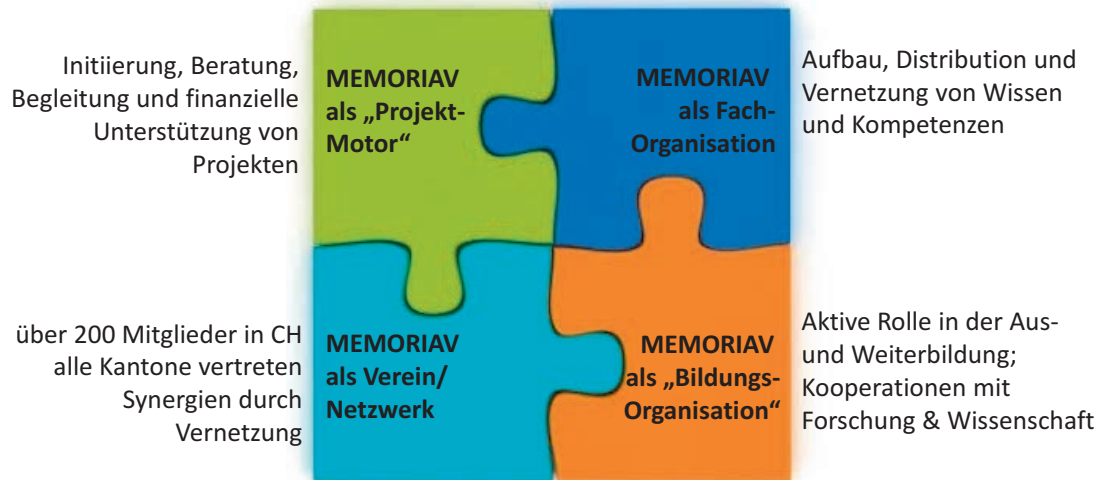 Initiierung, Beratung,
Begleitung und finanzielle
Unterstützung von
Projekten
MEMORIAV
als „Projekt-
Motor“
MEMORIAV
als Fach-
Organisation
Aufbau, Distribution und
Vernetzung von Wissen
und Kompetenzen
über 200 Mitglieder in CH
alle Kantone vertreten
Synergien durch
Vernetzung
MEMORIAV
als Verein/
Netzwerk
MEMORIAV
als „Bildungs-
Organisation“
Aktive Rolle in der Aus-
und Weiterbildung;
Kooperationen mit
Forschung & Wissenschaft